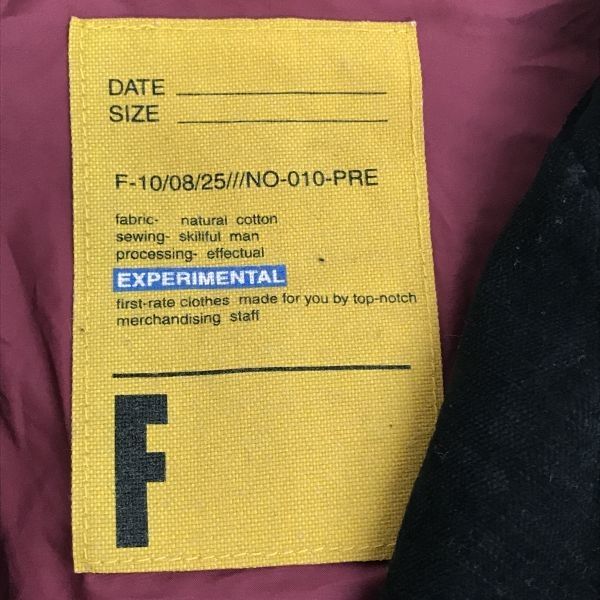 DATE
SIZE
F-10/08/25///NO-010-PRE
fabric- natural cotton
sewing- skiliful man
processing- effectual
EXPERIMENTAL
first-rate clothes made for you by top-notch
merchandising staff
F